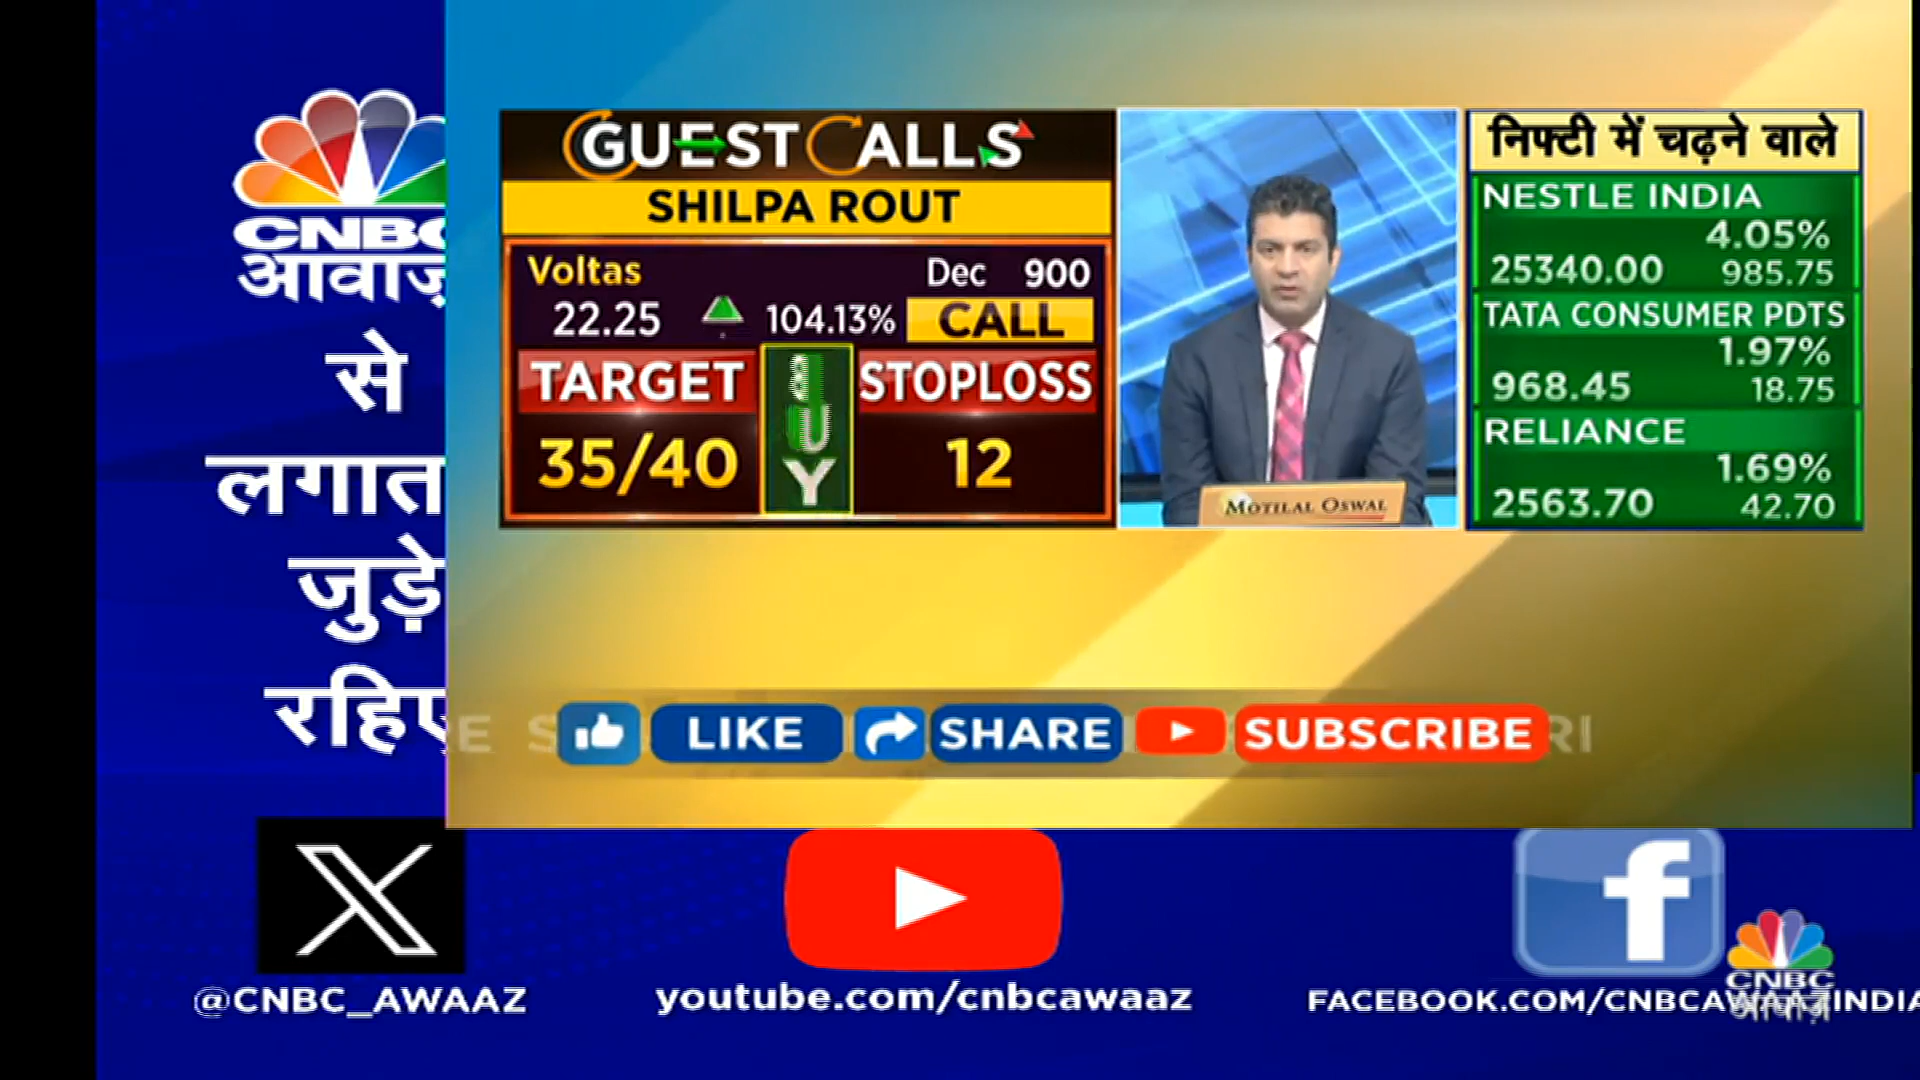 CNBC
आवाज़
से
लगात
जुड़े
रहिए
GUEST CALLS
SHILPA ROUT
Voltas
Dec 900
22.25
104.13%
CALL
TARGET
BUY
STOPLOSS
35/40
12
MOTILAL OSWAL
निफ्टी में चढ़ने वाले
NESTLE INDIA
4.05%
25340.00 985.75
TATA CONSUMER PDTS
1.97%
968.45 18.75
RELIANCE
1.69%
2563.70 42.70
LIKE SHARE SUBSCRIBE
@CNBC_AWAAZ
youtube.com/cnbcawaaz
FACEBOOK.COM/CNBCAWAAZINDIA
CNBC
आवाज़